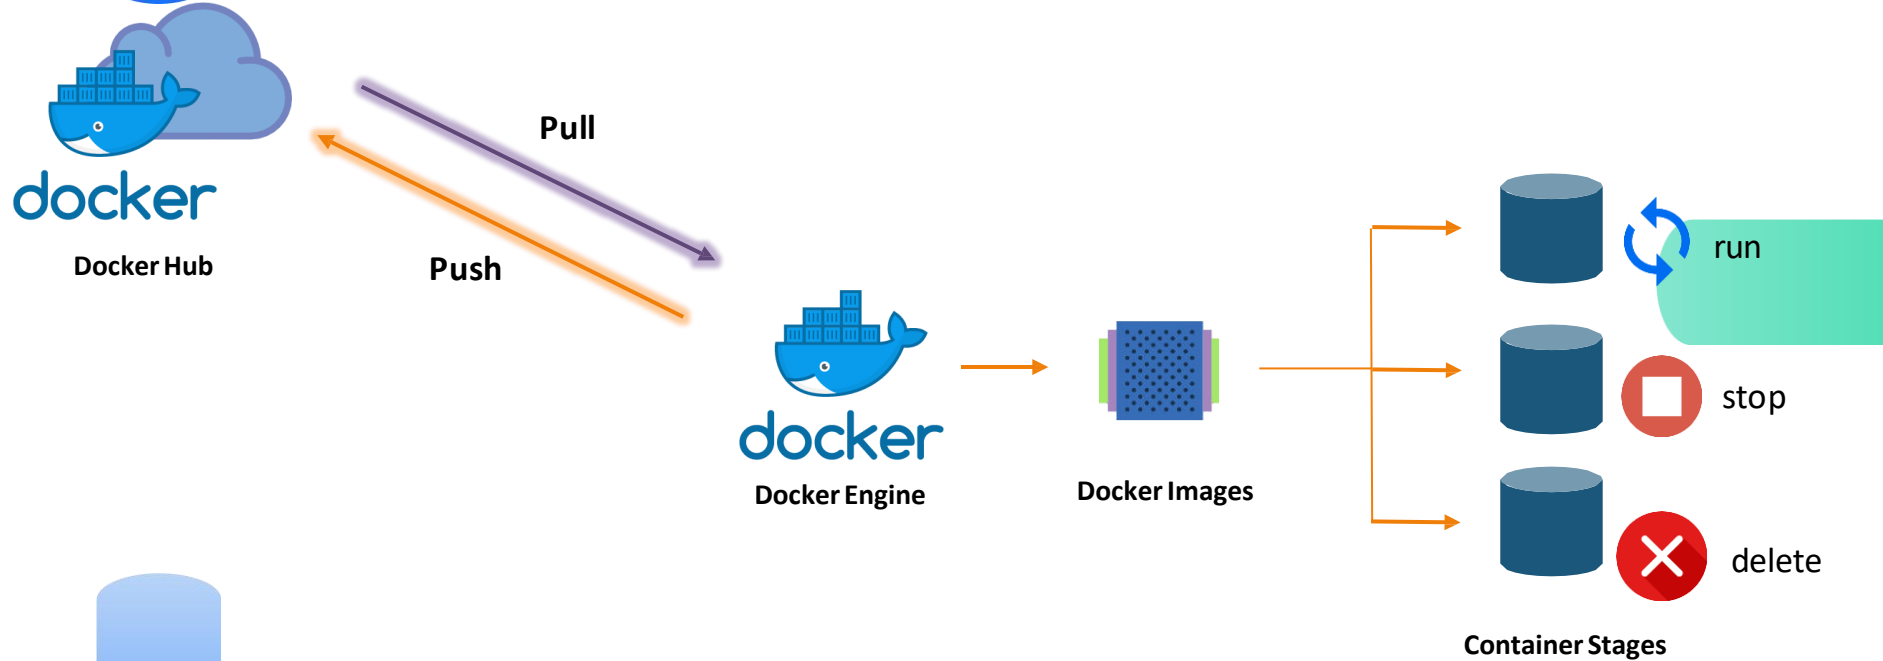 docker
Docker Hub
Pull
Push
docker
Docker Engine
Docker Images
run
stop
delete
Container Stages